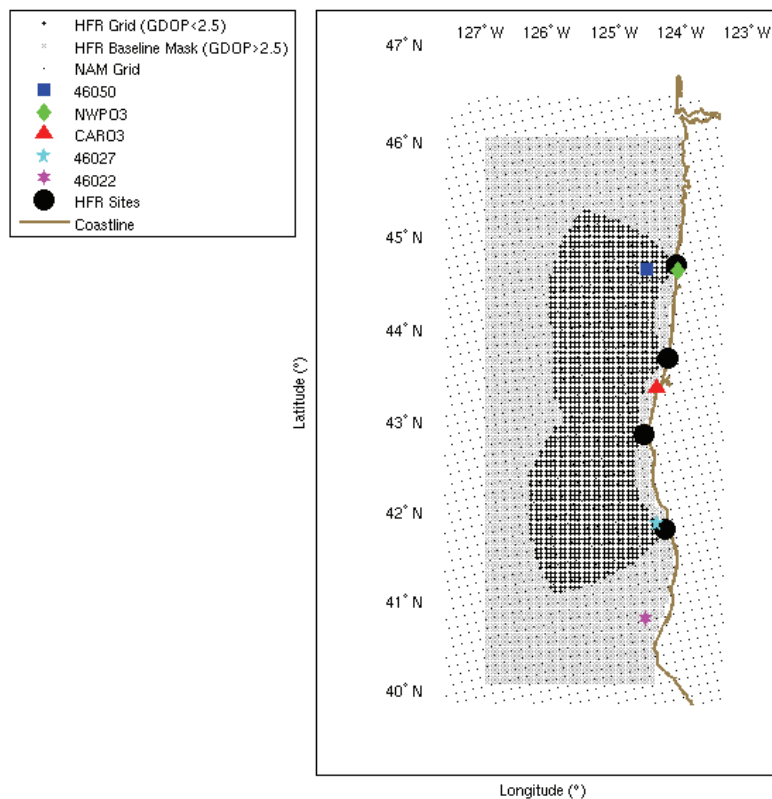 HFR Grid (GDOP<2.5)
HFR Baseline Mask (GDOP>2.5)
NAM Grid
46050
NWPO3
CARO3
46027
46022
HFR Sites
Coastline
127° W 126° W 125° W 124° W 123° W
47° N
46° N
45° N
44° N
43° N
42° N
41° N
40° N
Latitude (°)
Longitude (°)